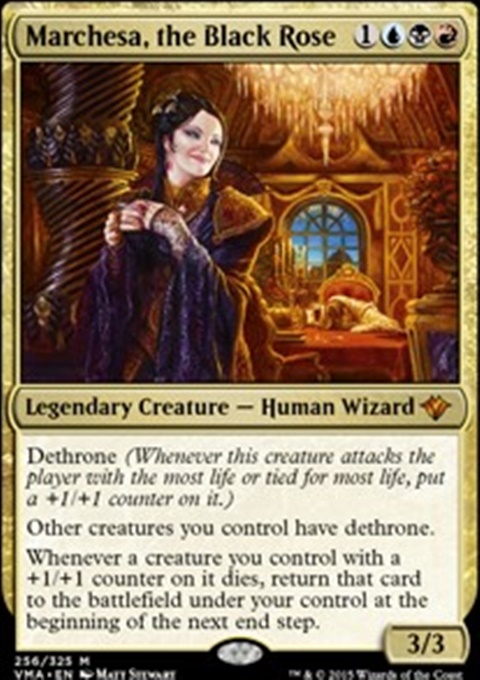 Marchesa, the Black Rose 1
Legendary Creature — Human Wizard
Dethrone (Whenever this creature attacks the
player with the most life or tied for most life, put
a +1/+1 counter on it.)
Other creatures you control have dethrone.
Whenever a creature you control with a
+1/+1 counter on it dies, return that card
to the battlefield under your control at the
beginning of the next end step.
3/3
256/325 M
VMA • EN Matt Stewart
™ & © 2015 Wizards of the Coast